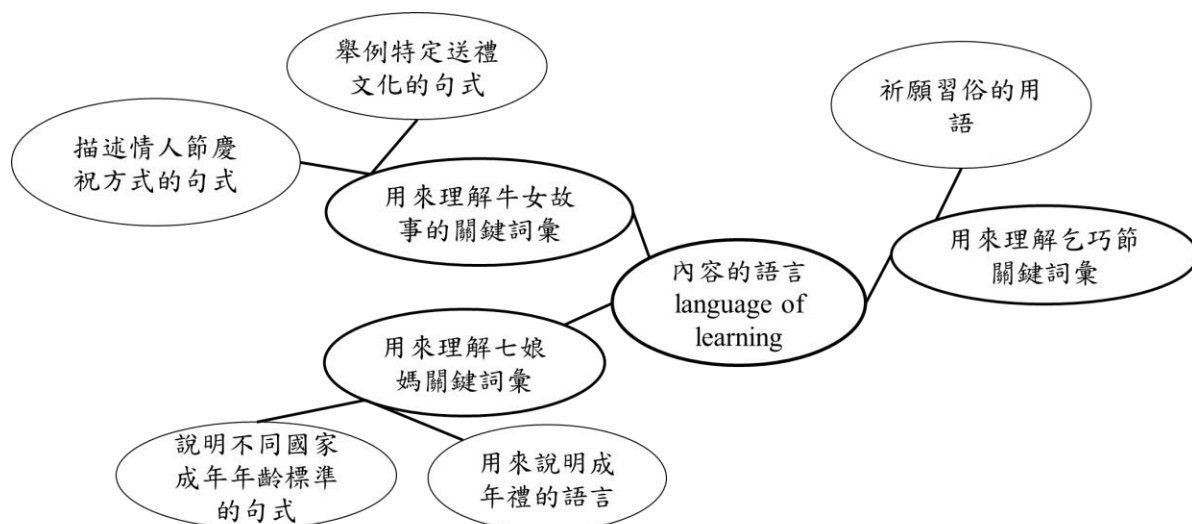 舉例特定送禮
文化的句式
描述情人節慶
祝方式的句式
用來理解牛女故
事的關鍵詞彙
祈願習俗的用
語
用來理解乞巧節
關鍵詞彙
內容的語言
language of
learning
用來理解七娘
媽關鍵詞彙
說明不同國家
成年年齡標準
的句式
用來說明成
年禮的語言